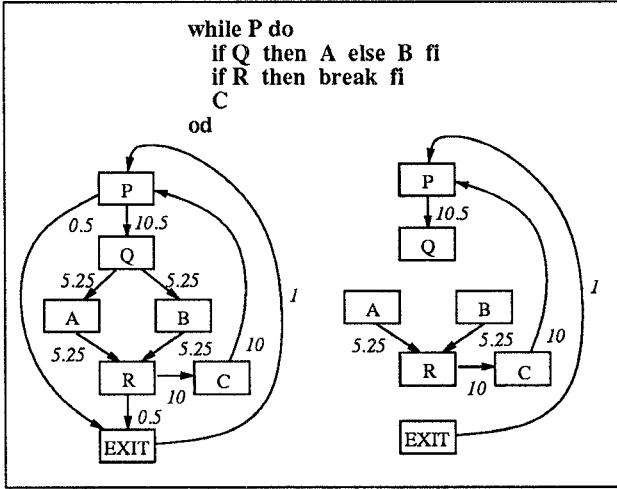 while P do
if Q then A else B fi
if R then break fi
C
od
P
0.5
10.5
Q
5.25
5.25
A
B
5.25
5.25
10
1
R
10
C
0.5
EXIT
P
10.5
Q
1
A
B
5.25
5.25
10
R
10
C
EXIT